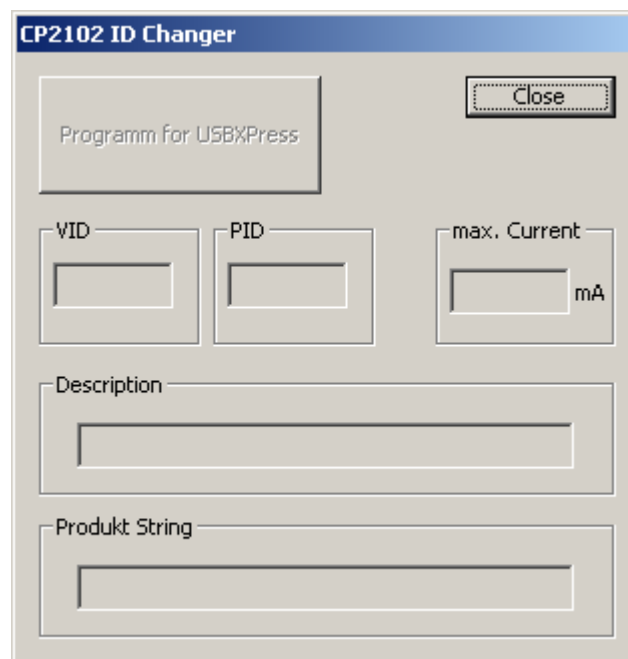 CP2102 ID Changer
Programm for USBXPress
Close
VID
PID
max. Current
mA
Description
Produkt String